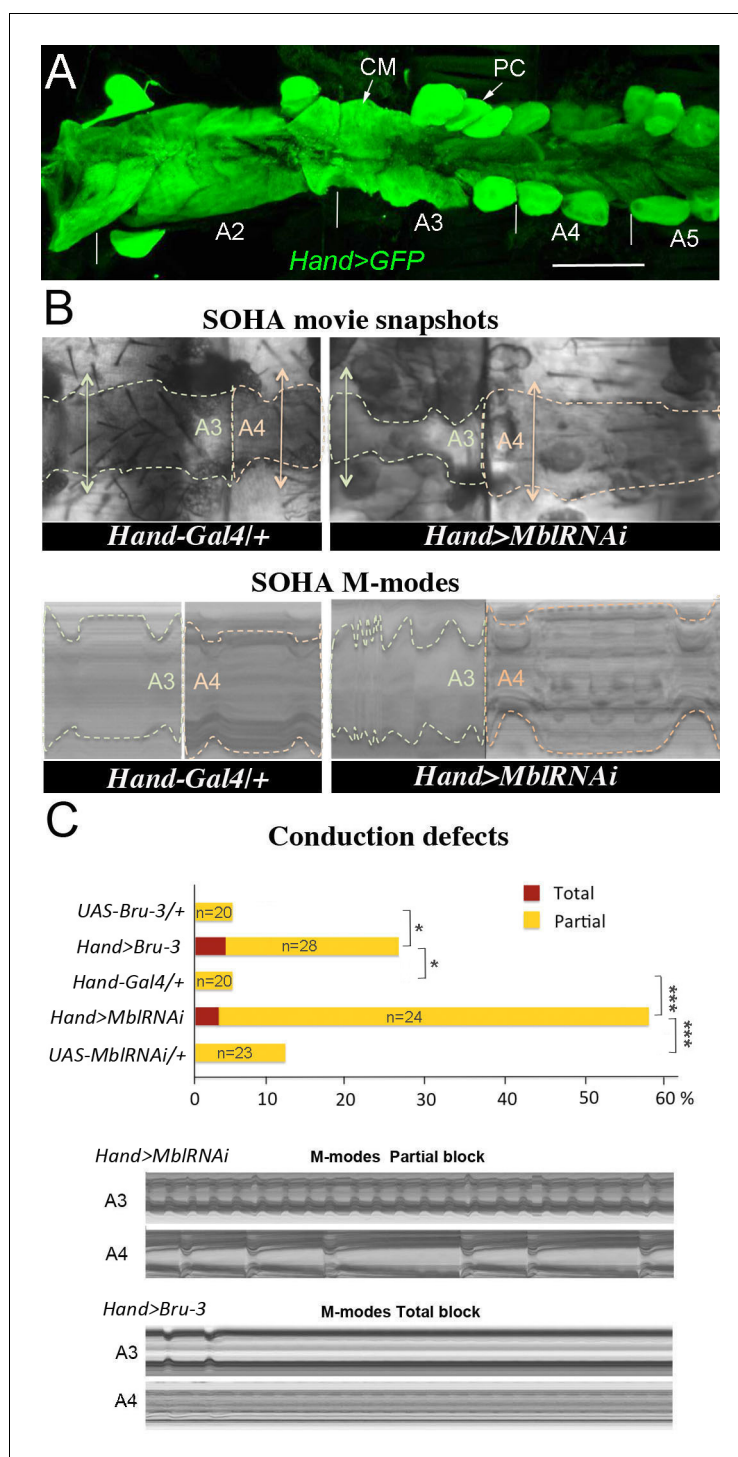 A
CM
PC
A2
A3
A4
A5
Hand>GFP
B
SOHA movie snapshots
A3
A4
A3
A4
Hand-Gal4/+
Hand>MblRNAi
SOHA M-modes
A3
A4
A3
A4
Hand-Gal4/+
Hand>MblRNAi
C
Conduction defects
Total
Partial
UAS-Bru-3/+
n=20
*
Hand>Bru-3
n=28
*
Hand-Gal4/+
n=20
***
Hand>MblRNAi
n=24
***
UAS-MblRNAi/+
n=23
0 10 20 30 40 50 60 %
Hand>MblRNAi
M-modes Partial block
A3
A4
Hand>Bru-3
M-modes Total block
A3
A4